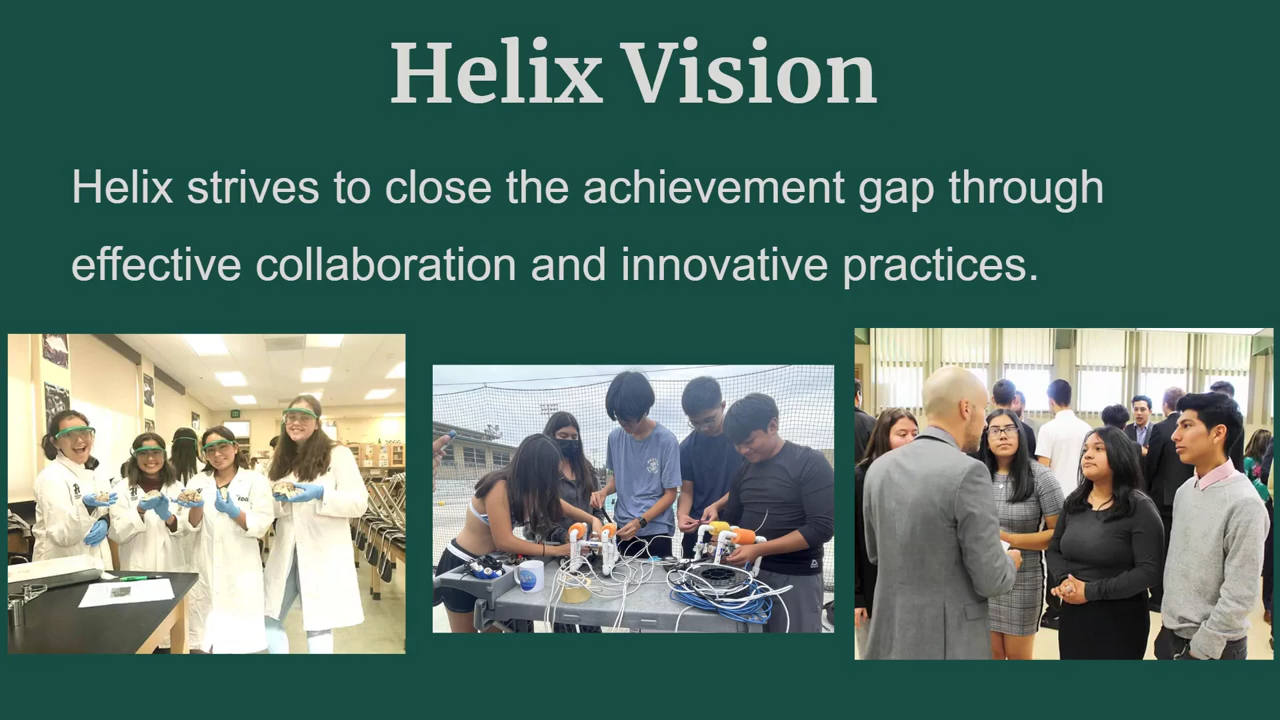 Helix Vision
Helix strives to close the achievement gap through
effective collaboration and innovative practices.